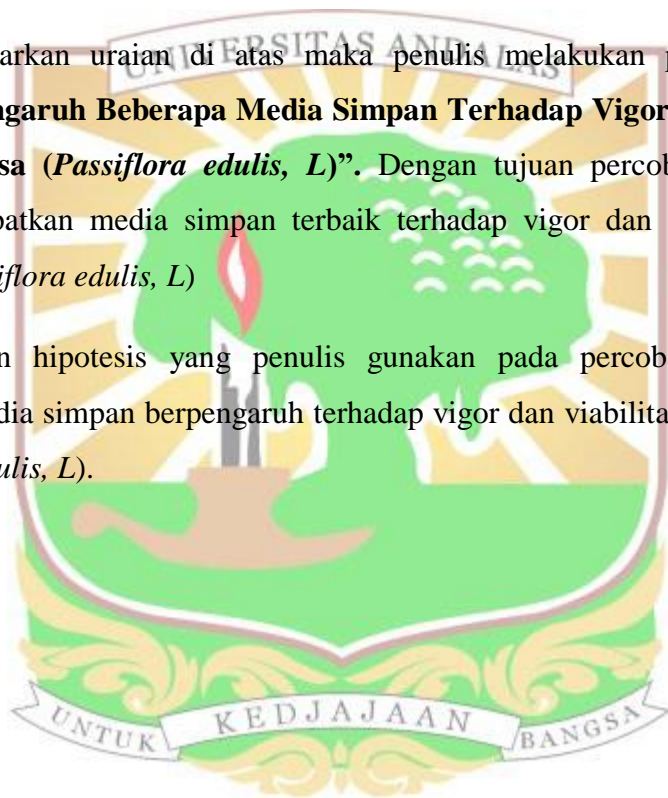 UNIVERSITAS ANDALAS
arkan uraian di atas maka penulis melakukan p
ngaruh Beberapa Media Simpan Terhadap Vigor
sa (Passiflora edulis, L)”. Dengan tujuan percob
patkan media simpan terbaik terhadap vigor dan
iflora edulis, L)
n hipotesis yang penulis gunakan pada percob
dia simpan berpengaruh terhadap vigor dan viabilita
ulis, L).
UNTUK KEDJAJAAN BANGSA